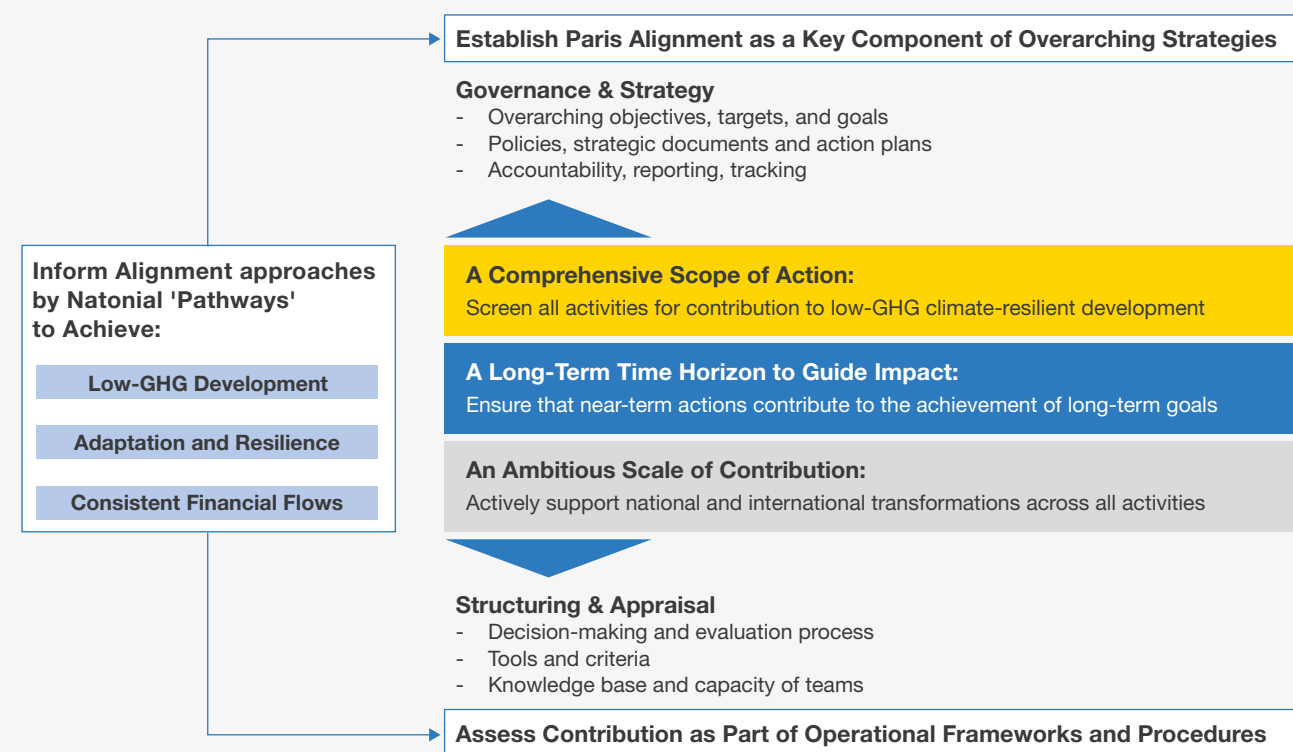 Establish Paris Alignment as a Key Component of Overarching Strategies
Governance & Strategy
- Overarching objectives, targets, and goals
- Policies, strategic documents and action plans
- Accountability, reporting, tracking
Inform Alignment approaches
by Natonial 'Pathways'
to Achieve:
Low-GHG Development
Adaptation and Resilience
Consistent Financial Flows
A Comprehensive Scope of Action:
Screen all activities for contribution to low-GHG climate-resilient development
A Long-Term Time Horizon to Guide Impact:
Ensure that near-term actions contribute to the achievement of long-term goals
An Ambitious Scale of Contribution:
Actively support national and international transformations across all activities
Structuring & Appraisal
- Decision-making and evaluation process
- Tools and criteria
- Knowledge base and capacity of teams
Assess Contribution as Part of Operational Frameworks and Procedures